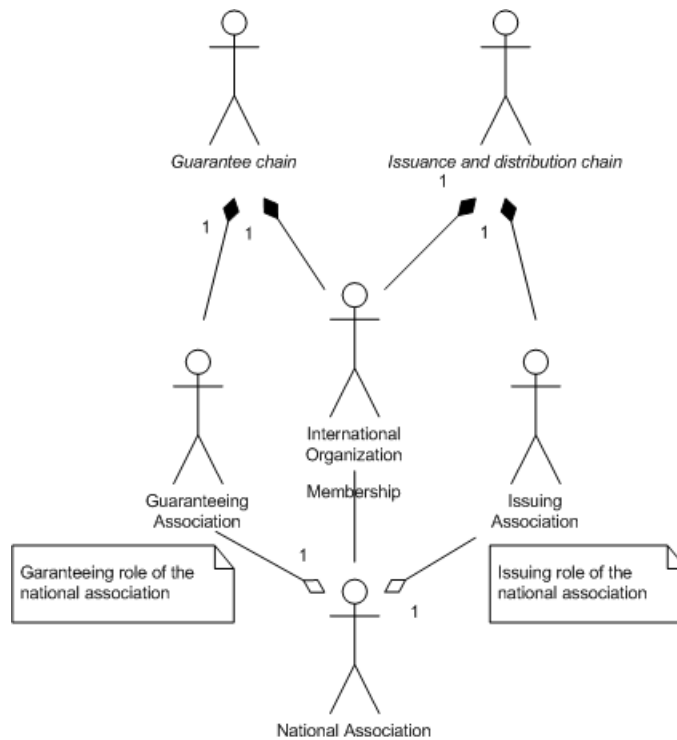 Guarantee chain
Issuance and distribution chain
1
1
1
1
International
Organization
Membership
Guaranteeing
Association
Issuing
Association
1
Garanteeing role of the
national association
Issuing role of the
national association
1
National Association